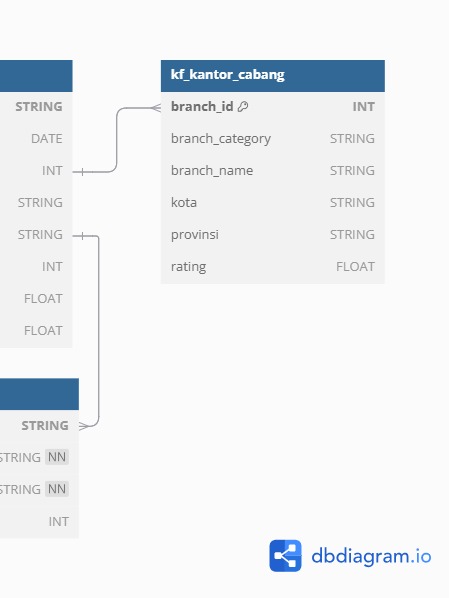 kf_kantor_cabang
STRING
branch_id INT
DATE
branch_category STRING
INT
branch_name STRING
STRING
kota STRING
STRING
provinsi STRING
INT
rating FLOAT
FLOAT
FLOAT
STRING
STRING NN
STRING NN
INT
dbdiagram.io